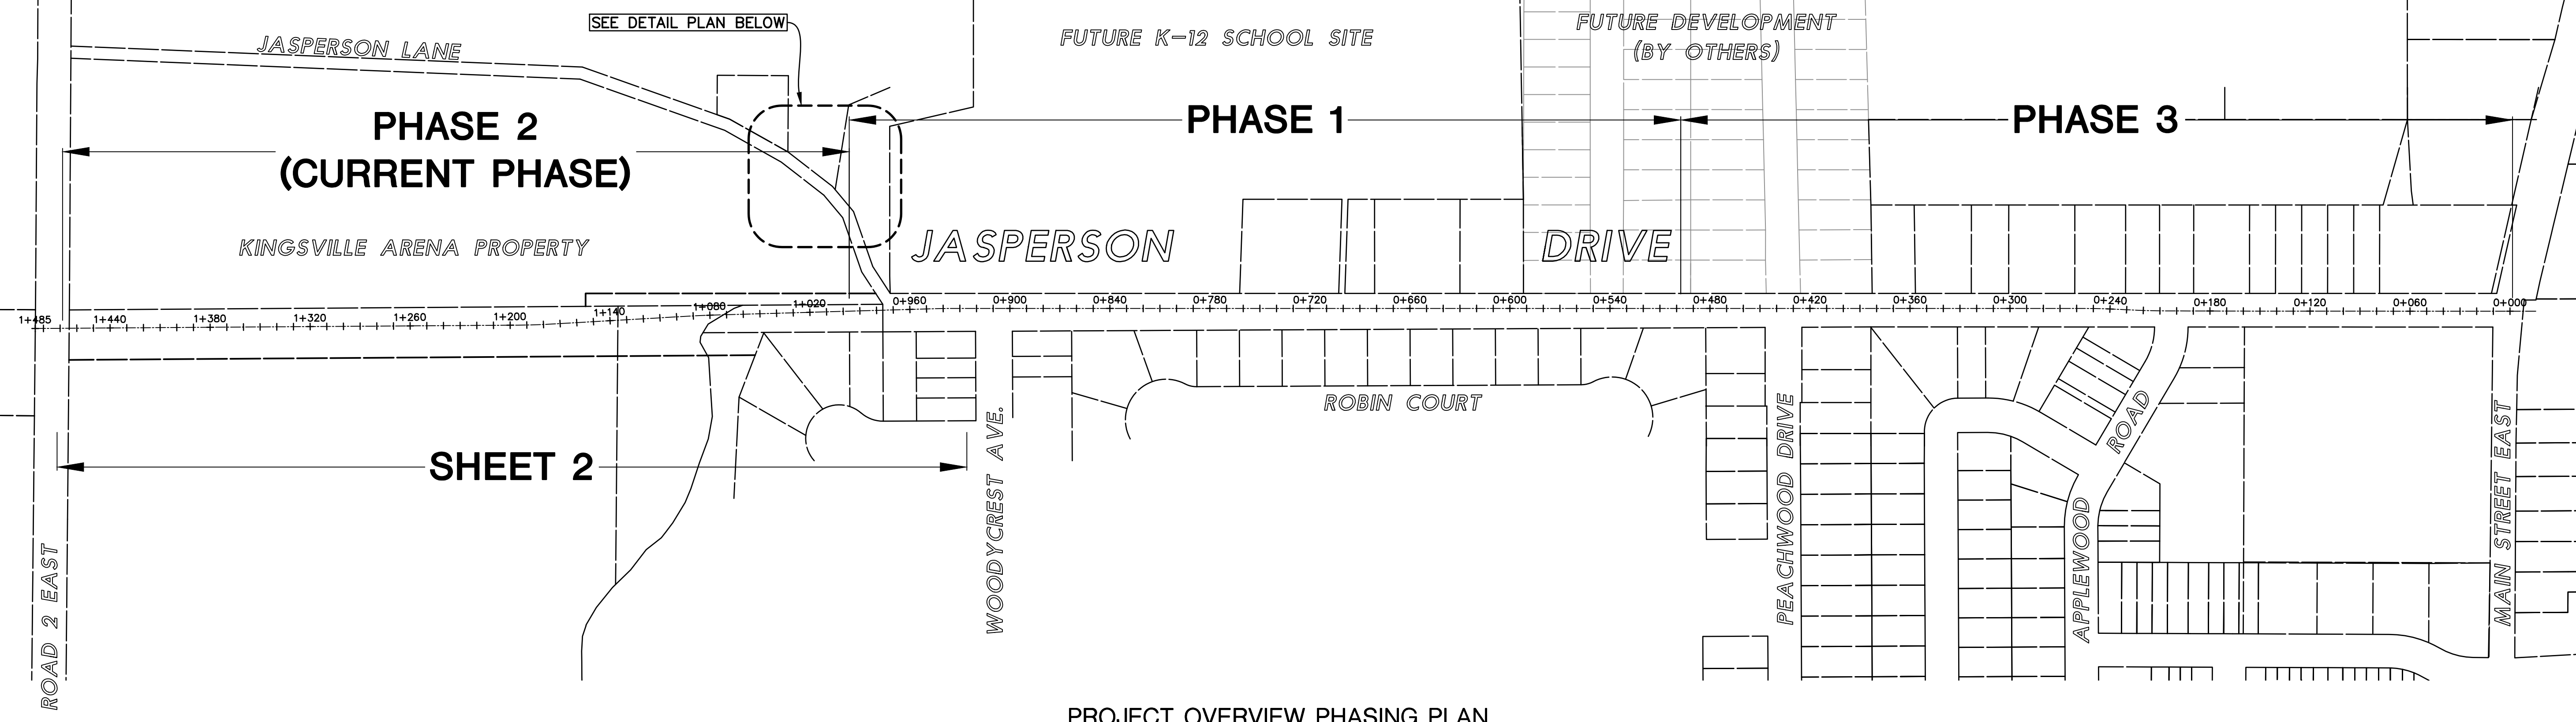 SEE DETAIL PLAN BELOW
JASPERSON LANE
FUTURE K-12 SCHOOL SITE
FUTURE DEVELOPMENT
(BY OTHERS)
PHASE 2
(CURRENT PHASE)
PHASE 1
PHASE 3
KINGSVILLE ARENA PROPERTY
JASPERSON DRIVE
1+485
1+440
1+380
1+320
1+260
1+200
1+140
1+080
1+020
0+960
0+900
0+840
0+780
0+720
0+660
0+600
0+540
0+480
0+420
0+360
0+300
0+240
0+180
0+120
0+060
0+000
ROBIN COURT
SHEET 2
ROAD 2 EAST
WOODYCREST AVE.
PEACHWOOD DRIVE
APPLEWOOD ROAD
MAIN STREET EAST
PROJECT OVERVIEW PHASING PLAN